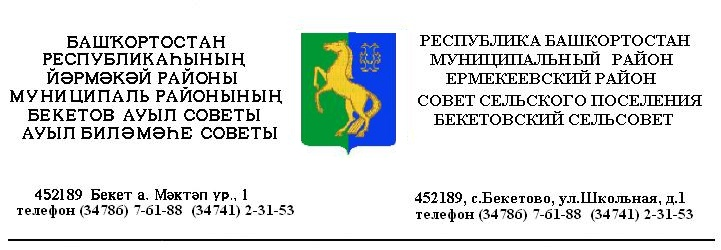 БАШҠОРТОСТАН
РЕСПУБЛИКАҺЫНЫҢ
ЙӘРМӘКӘЙ РАЙОНЫ
МУНИЦИПАЛЬ РАЙОНЫНЫҢ
БЕКЕТОВ АУЫЛ СОВЕТЫ
АУЫЛ БИЛӘМӘҺЕ СОВЕТЫ
452189 Бекет а. Мәктәп ур., 1
телефон (34786) 7-61-88 (34741) 2-31-53
РЕСПУБЛИКА БАШКОРТОСТАН
МУНИЦИПАЛЬНЫЙ РАЙОН
ЕРМЕКЕЕВСКИЙ РАЙОН
СОВЕТ СЕЛЬСКОГО ПОСЕЛЕНИЯ
БЕКЕТОВСКИЙ СЕЛЬСОВЕТ
452189, с.Бекетово, ул.Школьная, д.1
телефон (34786) 7-61-88 (34741) 2-31-53